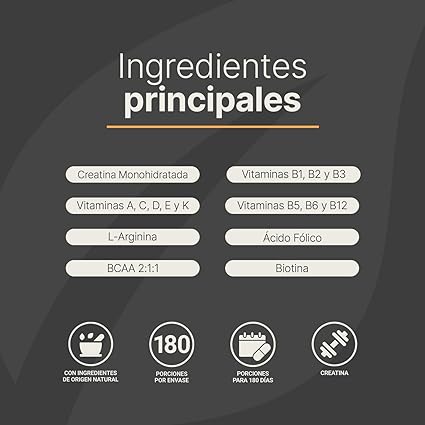 Ingredientes
principales
Creatina Monohidratada
Vitaminas B1, B2 y B3
Vitaminas A, C, D, E y K
Vitaminas B5, B6 y B12
L-Arginina
Ácido Fólico
BCAA 2:1:1
Biotina
CON INGREDIENTES
DE ORIGEN NATURAL
180
PORCIONES
POR ENVASE
PORCIONES
PARA 180 DÍAS
CREATINA